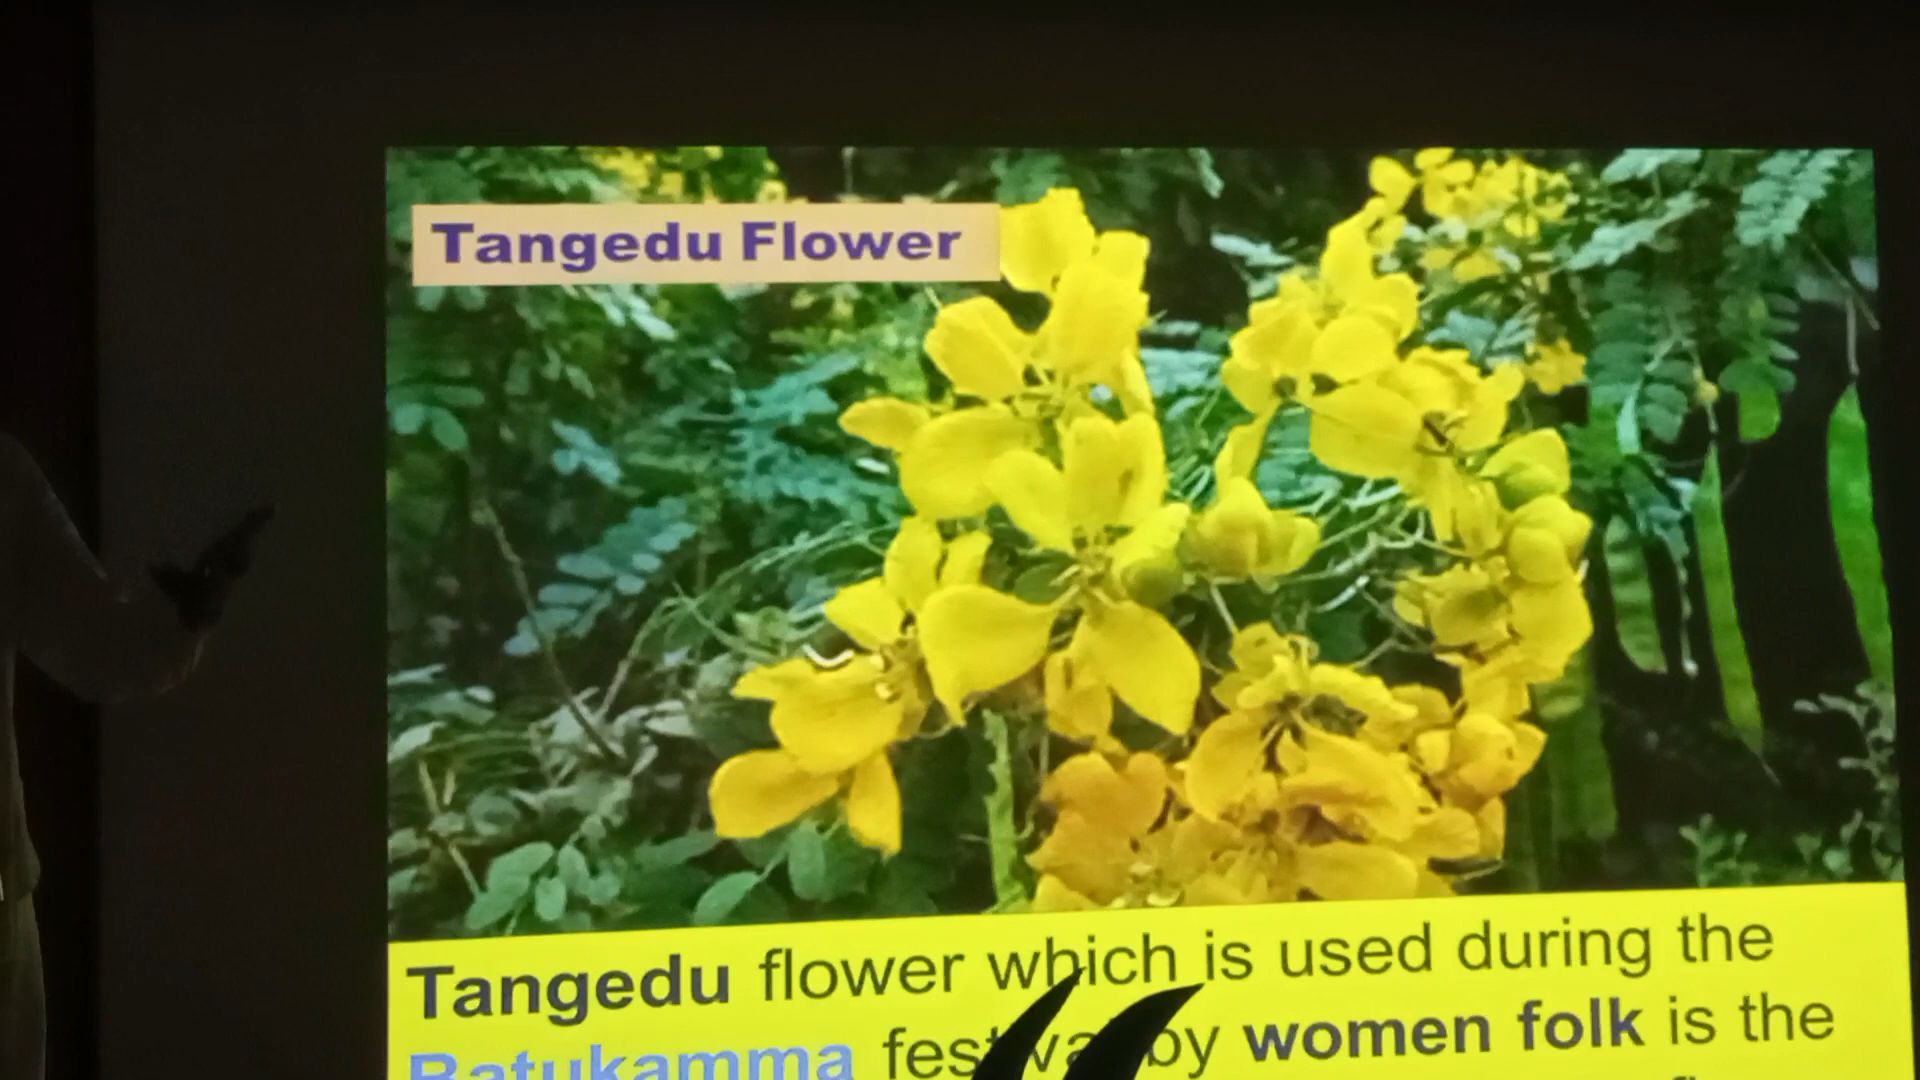 Tangedu Flower
Tangedu flower which is used during the
Batukamma festival by women folk is the